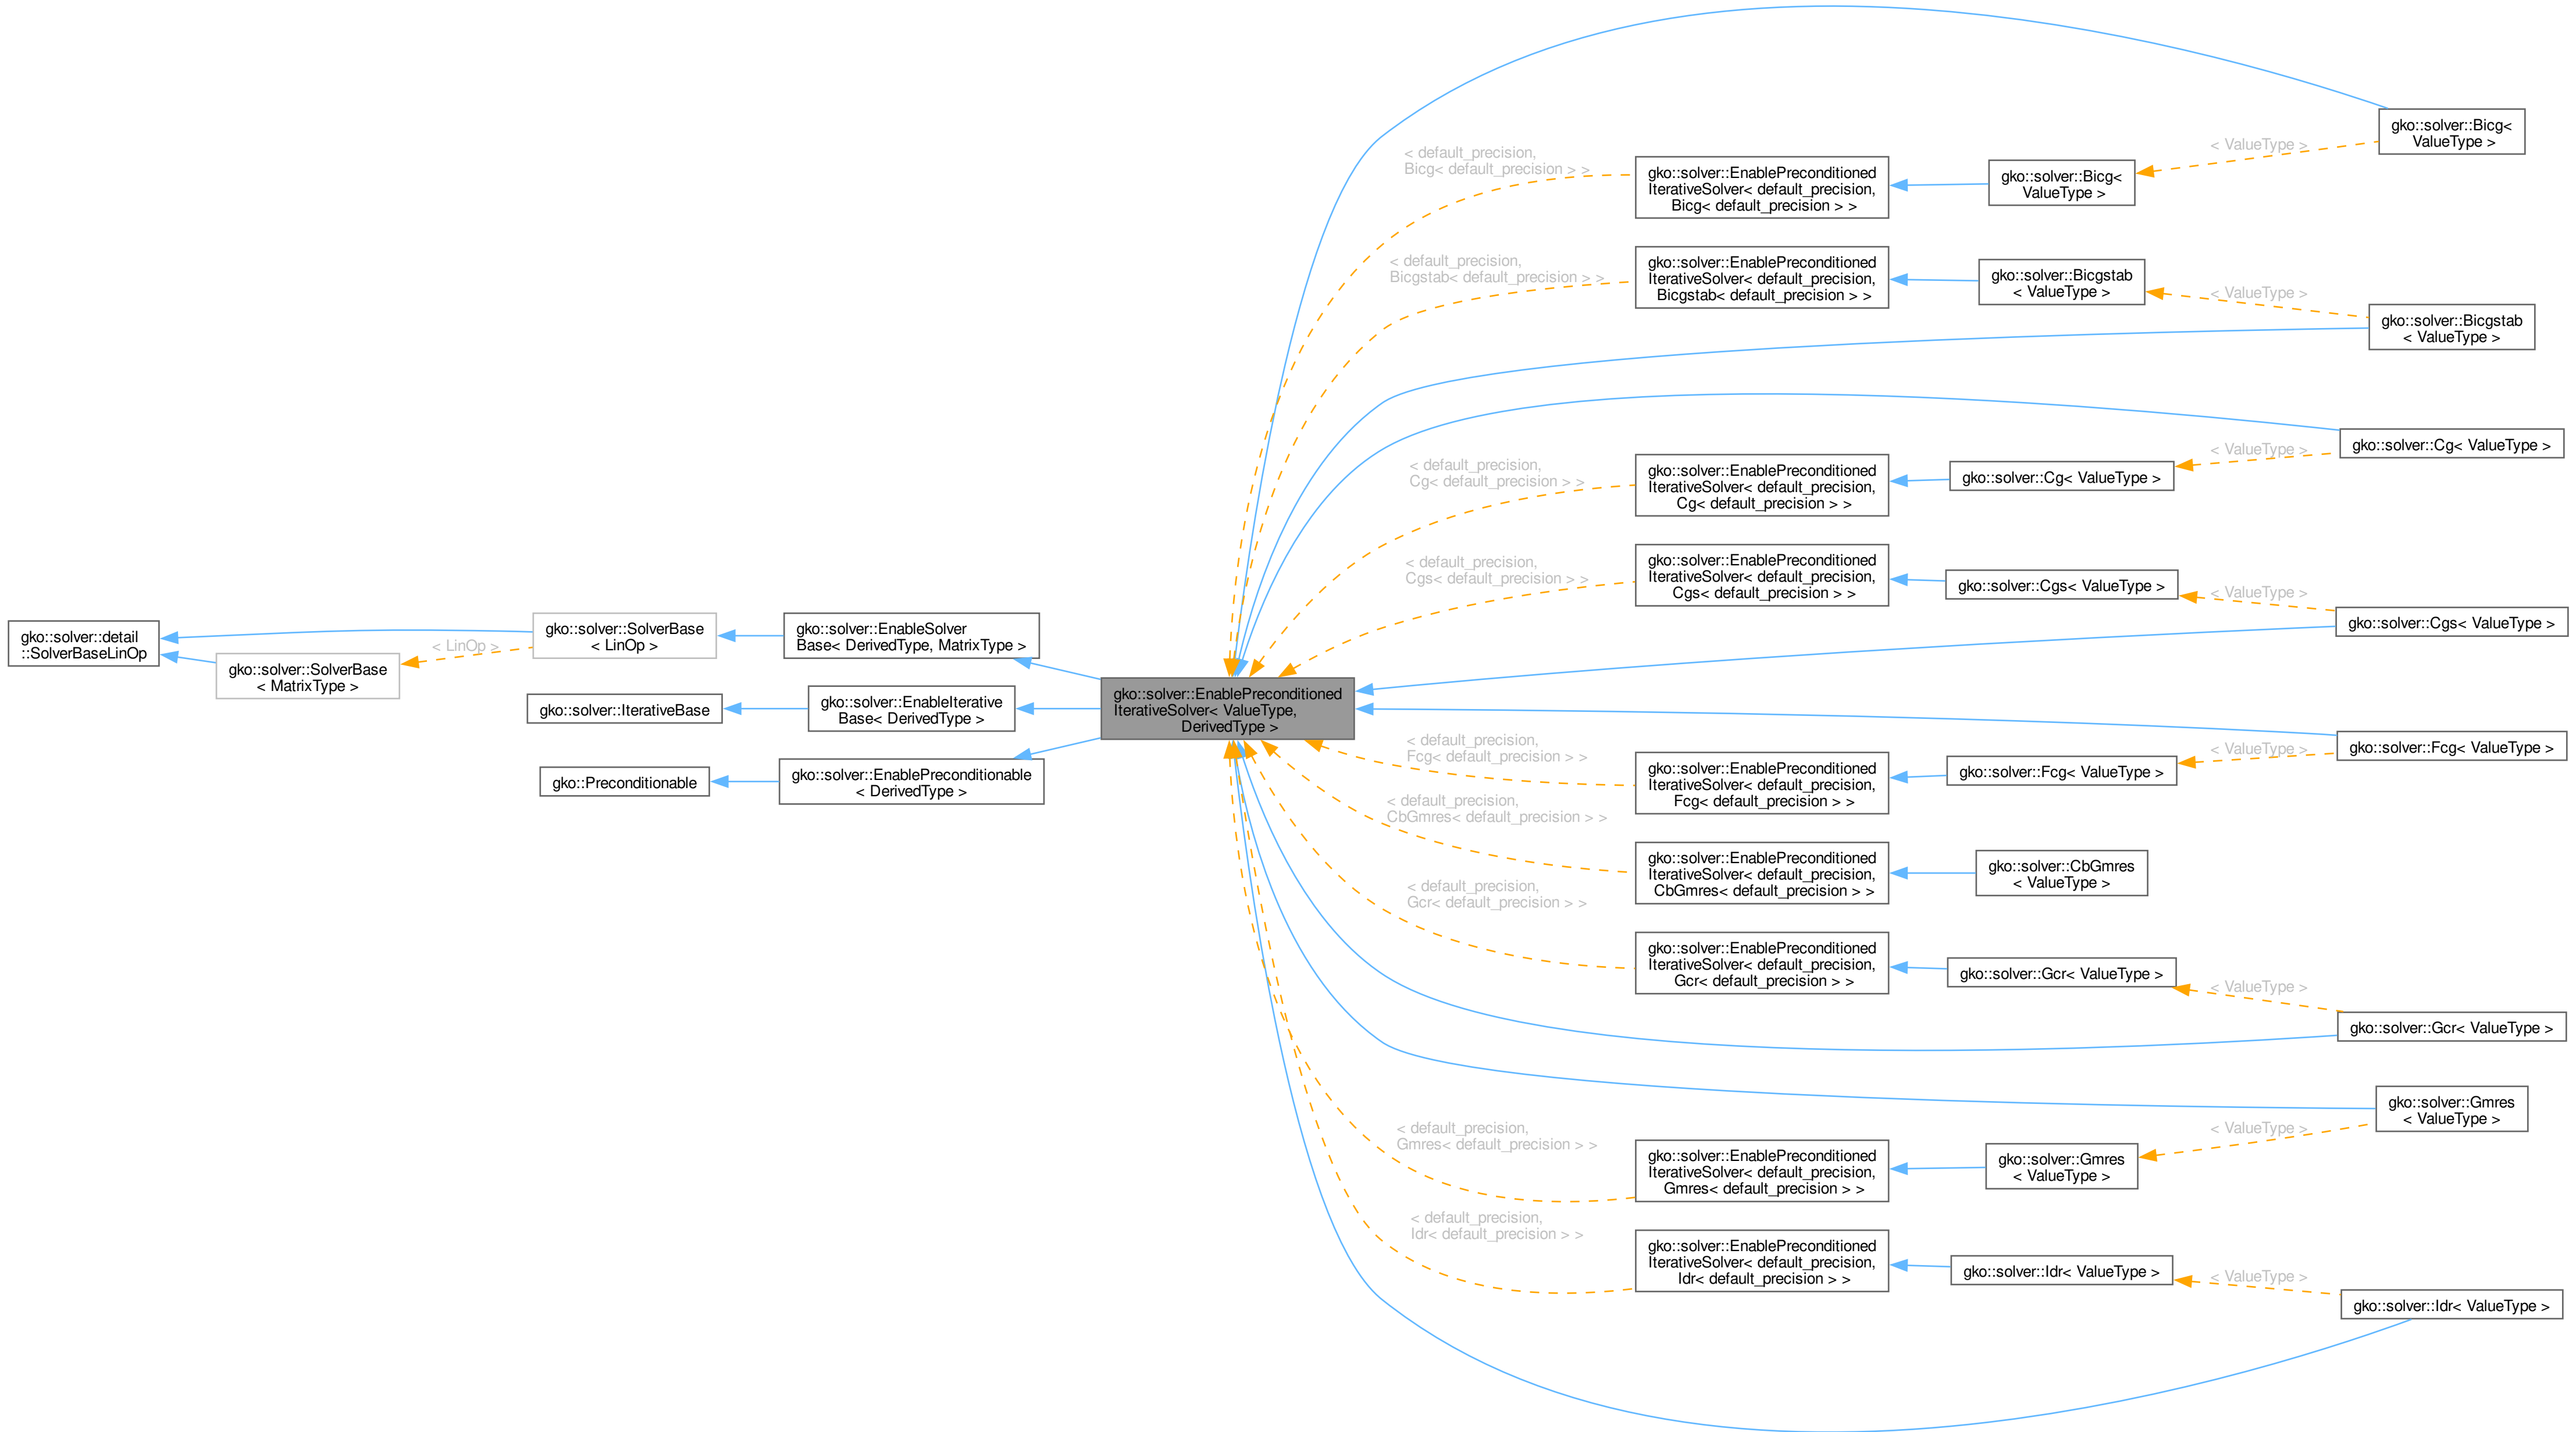 gko::solver::detail
::SolverBaseLinOp
gko::solver::SolverBase
< MatrixType >
< LinOp >
gko::solver::SolverBase
< LinOp >
gko::solver::IterativeBase
gko::Preconditionable
gko::solver::EnableSolver
Base< DerivedType, MatrixType >
gko::solver::EnableIterative
Base< DerivedType >
gko::solver::EnablePreconditionable
< DerivedType >
gko::solver::EnablePreconditioned
IterativeSolver< ValueType,
DerivedType >
< default_precision,
Bicg< default_precision > >
gko::solver::EnablePreconditioned
IterativeSolver< default_precision,
Bicg< default_precision > >
gko::solver::Bicg<
ValueType >
< ValueType >
gko::solver::Bicg<
ValueType >
< default_precision,
Bicgstab< default_precision > >
gko::solver::EnablePreconditioned
IterativeSolver< default_precision,
Bicgstab< default_precision > >
gko::solver::Bicgstab
< ValueType >
< ValueType >
gko::solver::Bicgstab
< ValueType >
< default_precision,
Cg< default_precision > >
gko::solver::EnablePreconditioned
IterativeSolver< default_precision,
Cg< default_precision > >
gko::solver::Cg< ValueType >
< ValueType >
gko::solver::Cg< ValueType >
< default_precision,
Cgs< default_precision > >
gko::solver::EnablePreconditioned
IterativeSolver< default_precision,
Cgs< default_precision > >
gko::solver::Cgs< ValueType >
< ValueType >
gko::solver::Cgs< ValueType >
< default_precision,
Fcg< default_precision > >
gko::solver::EnablePreconditioned
IterativeSolver< default_precision,
Fcg< default_precision > >
gko::solver::Fcg< ValueType >
< ValueType >
gko::solver::Fcg< ValueType >
< default_precision,
CbGmres< default_precision > >
gko::solver::EnablePreconditioned
IterativeSolver< default_precision,
CbGmres< default_precision > >
gko::solver::CbGmres
< ValueType >
< default_precision,
Gcr< default_precision > >
gko::solver::EnablePreconditioned
IterativeSolver< default_precision,
Gcr< default_precision > >
gko::solver::Gcr< ValueType >
< ValueType >
gko::solver::Gcr< ValueType >
< default_precision,
Gmres< default_precision > >
gko::solver::EnablePreconditioned
IterativeSolver< default_precision,
Gmres< default_precision > >
gko::solver::Gmres
< ValueType >
< ValueType >
gko::solver::Gmres
< ValueType >
< default_precision,
Idr< default_precision > >
gko::solver::EnablePreconditioned
IterativeSolver< default_precision,
Idr< default_precision > >
gko::solver::Idr< ValueType >
< ValueType >
gko::solver::Idr< ValueType >